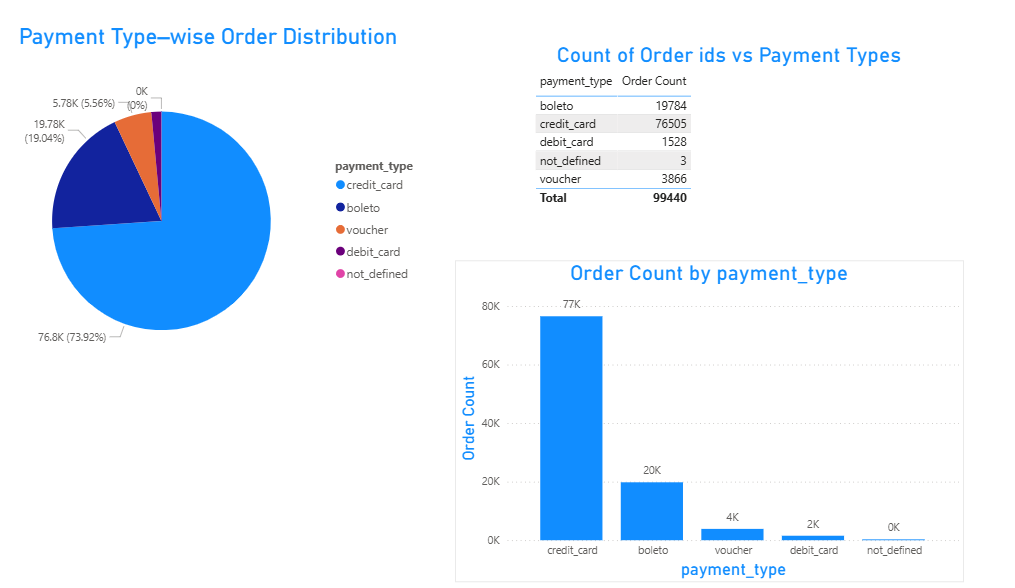 Payment Type–wise Order Distribution
0K
(0%)
5.78K (5.56%)
19.78K
(19.04%)
76.8K (73.92%)
payment_type
credit_card
boleto
voucher
debit_card
not_defined
Count of Order ids vs Payment Types
payment_type Order Count
boleto 19784
credit_card 76505
debit_card 1528
not_defined 3
voucher 3866
Total 99440
Order Count by payment_type
Order Count
80K
60K
40K
20K
0K
77K
20K
4K
2K
0K
credit_card boleto voucher debit_card not_defined
payment_type